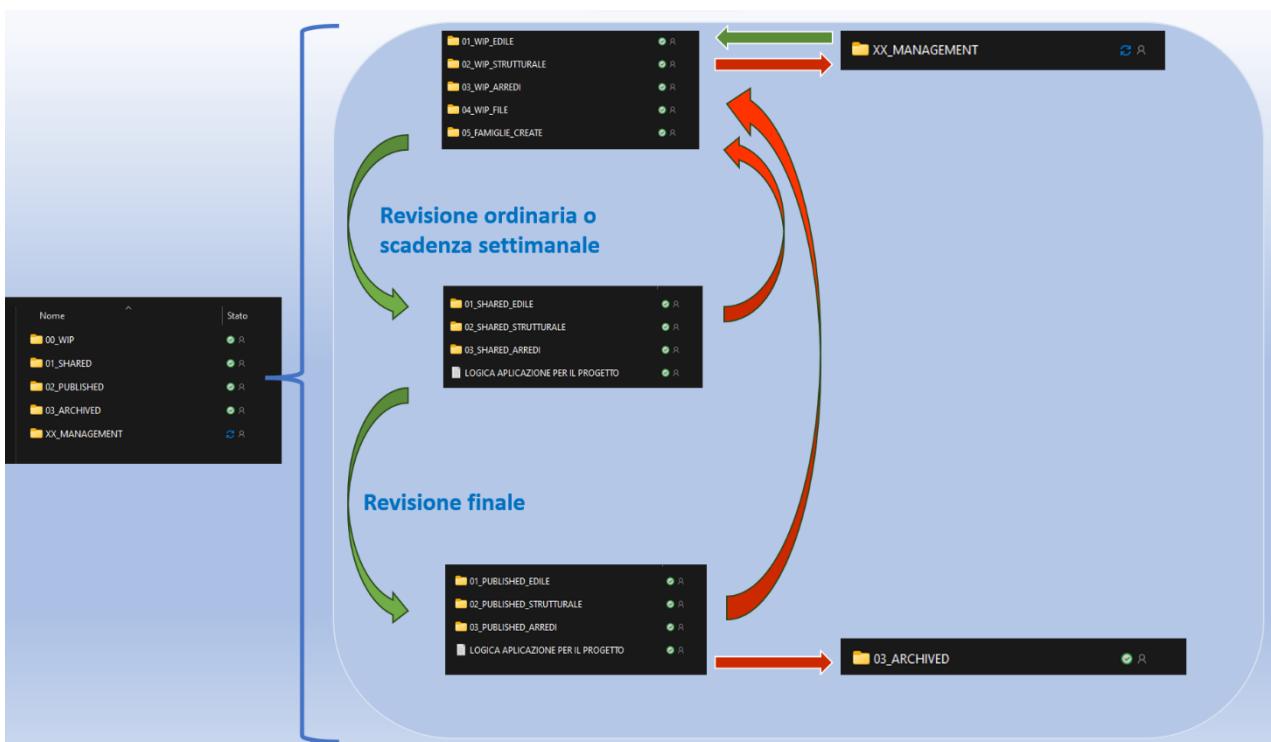 Nome Stato
00_WIP
01_SHARED
02_PUBLISHED
03_ARCHIVED
XX_MANAGEMENT
01_WIP_EDILE
02_WIP_STRUTTURALE
03_WIP_ARREDI
04_WIP_FILE
05_FAMIGLIE_CREATE
XX_MANAGEMENT
Revisione ordinaria o
scadenza settimanale
01_SHARED_EDILE
02_SHARED_STRUTTURALE
03_SHARED_ARREDI
LOGICA APLICAZIONE PER IL PROGETTO
Revisione finale
01_PUBLISHED_EDILE
02_PUBLISHED_STRUTTURALE
03_PUBLISHED_ARREDI
LOGICA APLICAZIONE PER IL PROGETTO
03_ARCHIVED